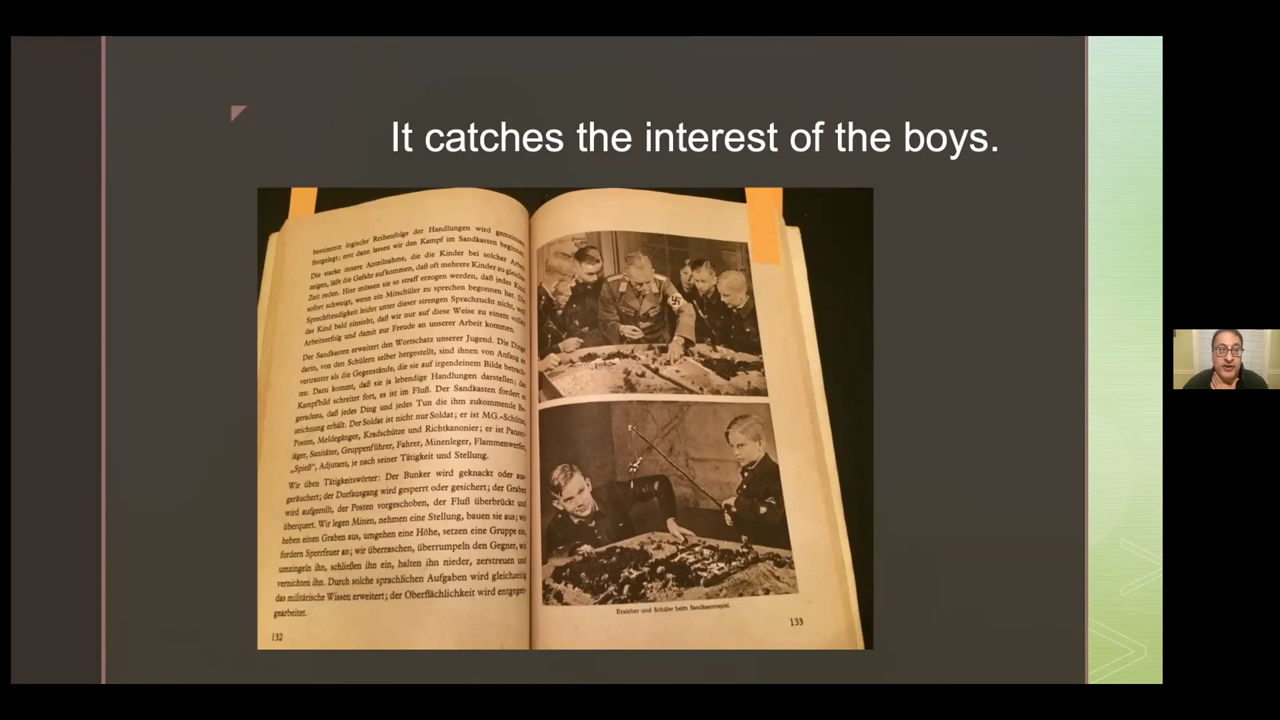 It catches the interest of the boys.
bestimmte logische Reihenfolge der Handlungen wird gemeinsam
festgelegt; erst dann lassen wir den Kampf im Sandkasten beginnen.
Die starke innere Anteilnahme, die die Kinder bei solcher Arbeit
zeigen, läßt die Gefahr aufkommen, daß oft mehrere Kinder zu gleicher
Zeit reden. Hier müssen sie so straff erzogen werden, daß jedes Kind
sofort schweigt, wenn ein Mitschüler zu sprechen begonnen hat. Die
Sprechfreudigkeit leidet unter dieser strengen Sprachzucht nicht, weil
das Kind bald einsieht, daß wir nur auf diese Weise zu einem vollen
Arbeitserfolg und damit zur Freude an unserer Arbeit kommen.
Der Sandkasten erweitert den Wortschatz unserer Jugend. Die Dinge
darin, von den Schülern selber hergestellt, sind ihnen von Anfang an
vertrauter als die Gegenstände, die sie auf irgendeinem Bilde betrach-
ten. Dazu kommt, daß sie ja lebendige Handlungen darstellen; das
Kampfbild schreitet fort, es ist im Fluß. Der Sandkasten fordert es
geradezu, daß jedes Ding und jedes Tun die ihm zukommende Be-
zeichnung erhält. Der Soldat ist nicht nur Soldat; er ist MG.-Schütze,
Posten, Meldegänger, Kradschütze und Richtkanonier; er ist Panzer-
jäger, Sanitäter, Gruppenführer, Fahrer, Minenleger, Flammenwerfer,
„Spieß“, Adjutant, je nach seiner Tätigkeit und Stellung.
Wir üben Tätigkeitswörter: Der Bunker wird geknackt oder aus-
geräuchert; der Dorfausgang wird gesperrt oder gesichert; der Graben
wird aufgerollt, der Posten vorgeschoben, der Fluß überbrückt und
überquert. Wir legen Minen, nehmen eine Stellung, bauen sie aus; wir
heben einen Graben aus, umgehen eine Höhe, setzen eine Gruppe ein,
fordern Sperrfeuer an; wir überraschen, überrumpeln den Gegner, wir
umzingeln ihn, schließen ihn ein, halten ihn nieder, zerstreuen und
vernichten ihn. Durch solche sprachlichen Aufgaben wird gleichzeitig
das militärische Wissen erweitert; der Oberflächlichkeit wird entgegen-
gearbeitet.
132
Erzieher und Schüler beim Sandkastenspiel.
133